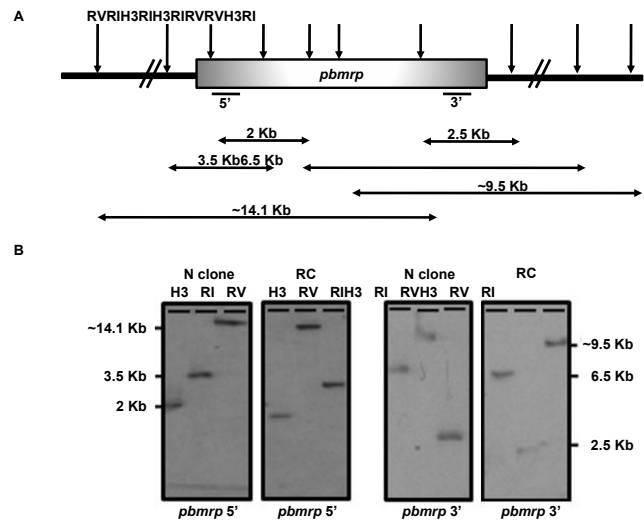 A
RVRIH3RIH3RIRVRVH3RI
pbmrp
5’ 3’
2 Kb 2.5 Kb
3.5 Kb6.5 Kb
~9.5 Kb
~14.1 Kb
B
N clone RC N clone RC
H3 RI RV H3 RV RIH3 RI RVH3 RV RI
~14.1 Kb
~9.5 Kb
3.5 Kb 6.5 Kb
2 Kb
2.5 Kb
pbmrp 5’ pbmrp 5’ pbmrp 3’ pbmrp 3’